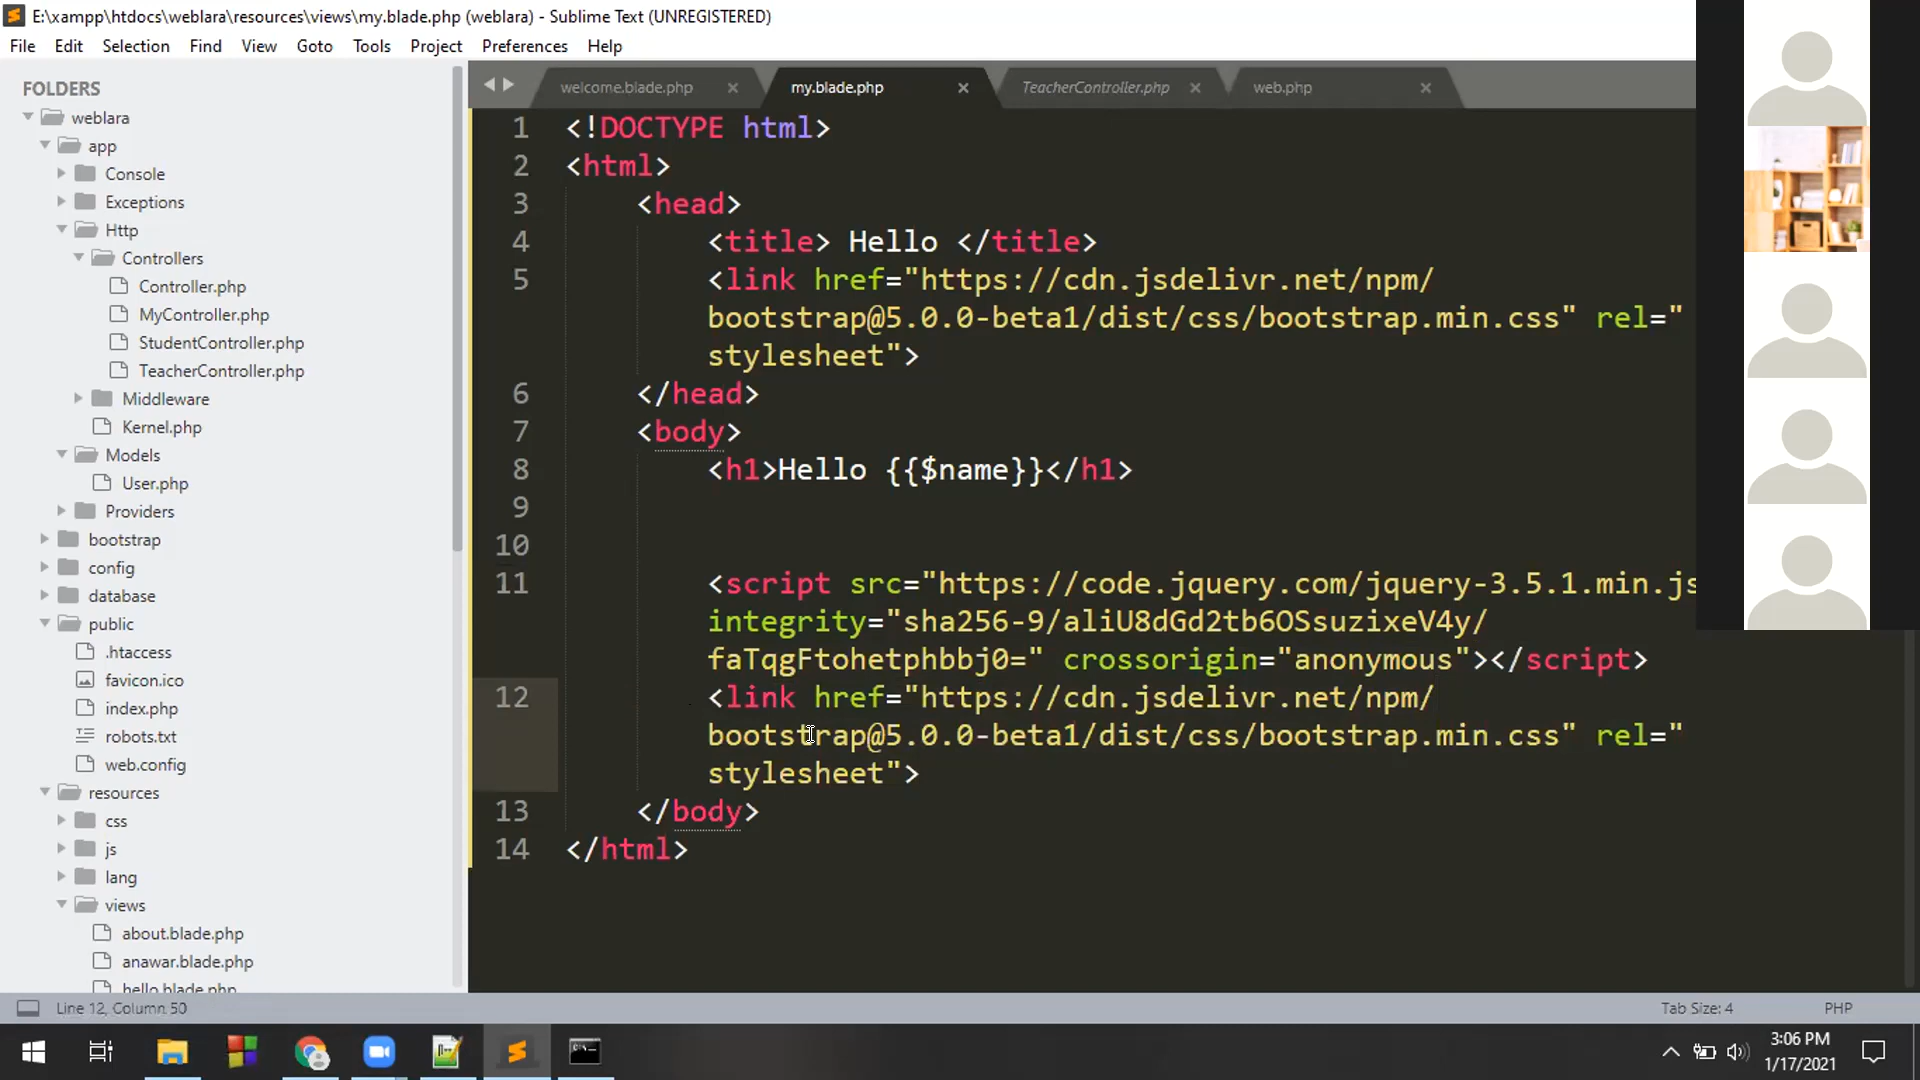 E:\xampp\htdocs\weblara\resources\views\my.blade.php (weblara) - Sublime Text (UNREGISTERED)
File Edit Selection Find View Goto Tools Project Preferences Help
FOLDERS
weblara
app
Console
Exceptions
Http
Controllers
Controller.php
MyController.php
StudentController.php
TeacherController.php
Middleware
Kernel.php
Models
User.php
Providers
bootstrap
config
database
public
.htaccess
favicon.ico
index.php
robots.txt
web.config
resources
css
js
lang
views
about.blade.php
anawar.blade.php
hello.blade.php
welcome.blade.php my.blade.php TeacherController.php web.php
1 <!DOCTYPE html>
2 <html>
3 <head>
4 <title> Hello </title>
5 <link href="https://cdn.jsdelivr.net/npm/
bootstrap@5.0.0-beta1/dist/css/bootstrap.min.css" rel="
stylesheet">
6 </head>
7 <body>
8 <h1>Hello {{$name}}</h1>
9
10
11 <script src="https://code.jquery.com/jquery-3.5.1.min.js
integrity="sha256-9/aliU8dGd2tb6OSsuzixeV4y/
faTqgFtohetphbbj0=" crossorigin="anonymous"></script>
12 <link href="https://cdn.jsdelivr.net/npm/
bootstrap@5.0.0-beta1/dist/css/bootstrap.min.css" rel="
stylesheet">
13 </body>
14 </html>
Line 12, Column 50 Tab Size: 4 PHP
3:06 PM
1/17/2021